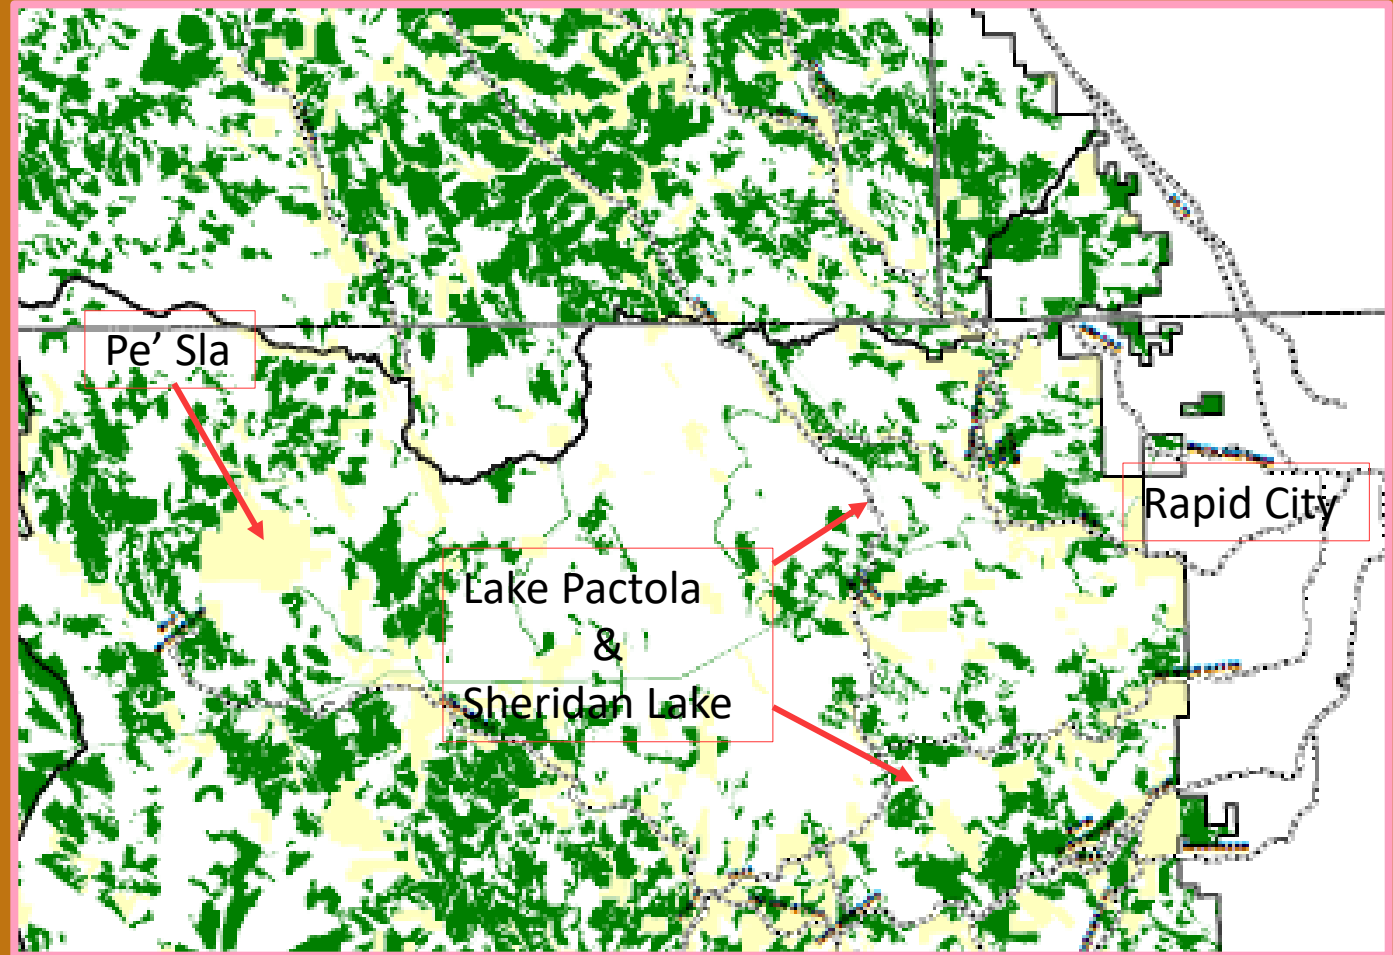 Pe’ Sla
Rapid City
Lake Pactola
&
Sheridan Lake